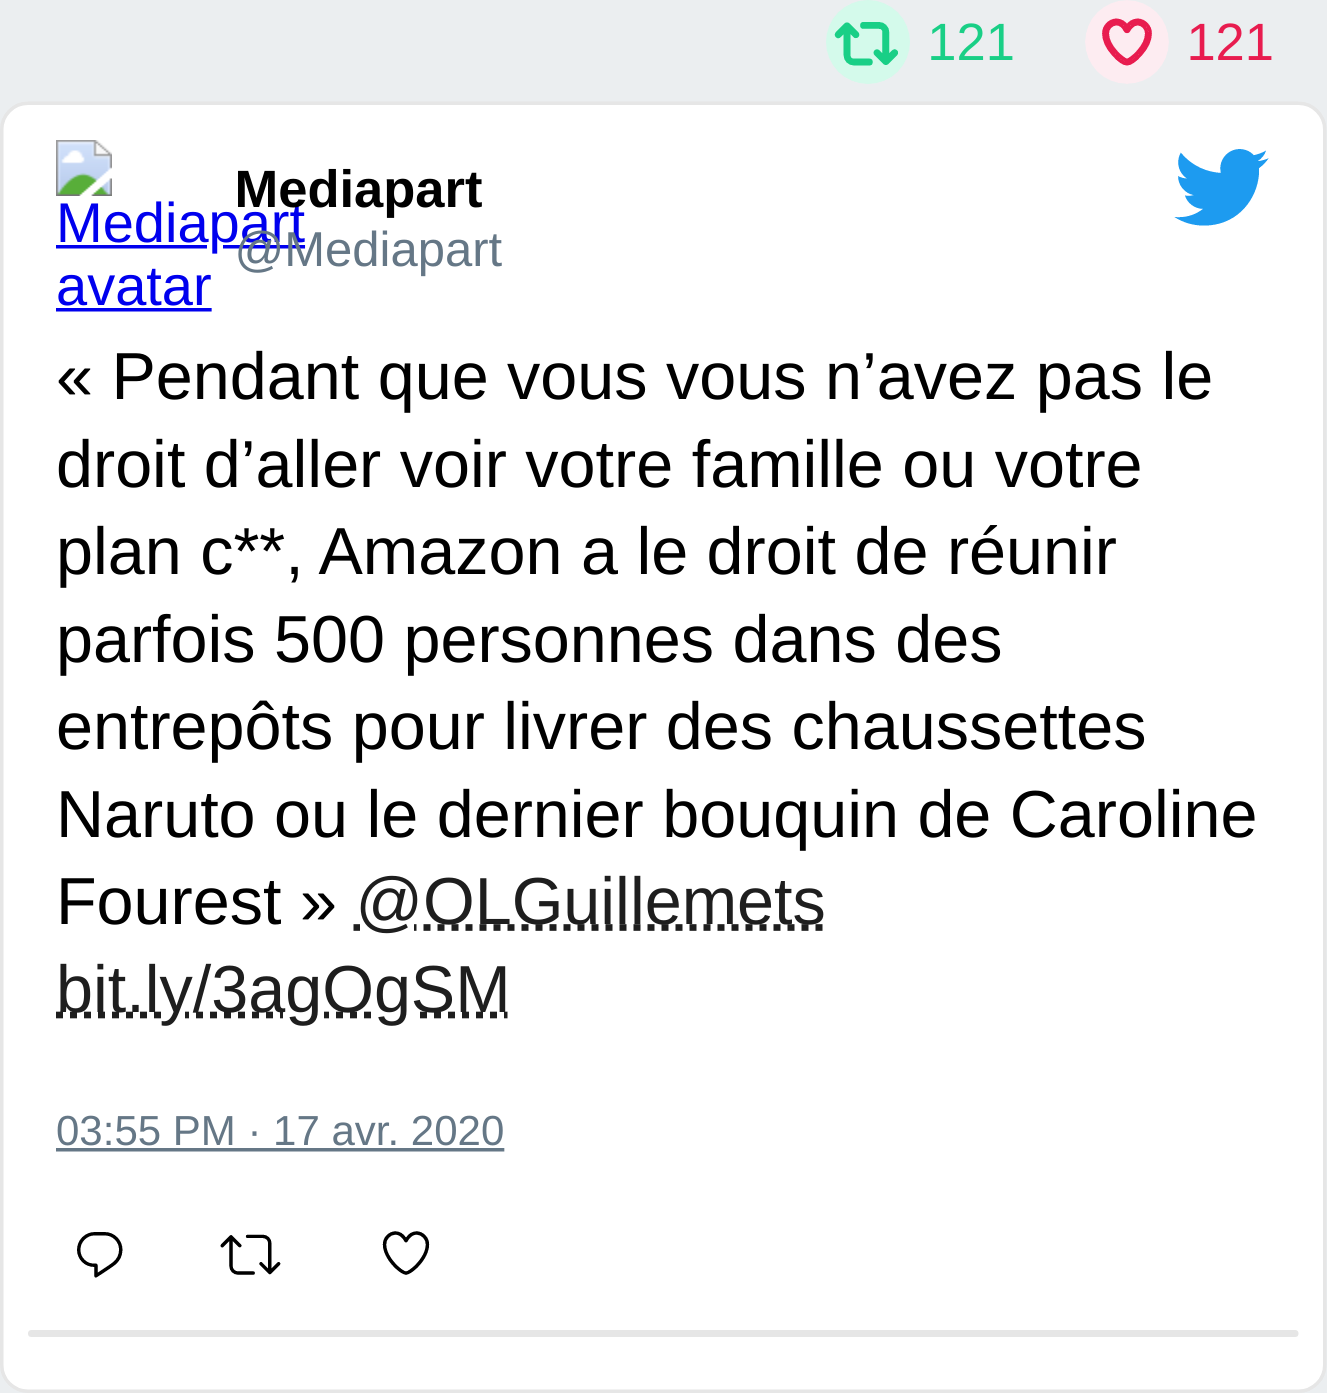 121 121
Mediapart
Mediapart avatar
@Mediapart
« Pendant que vous vous n’avez pas le
droit d’aller voir votre famille ou votre
plan c**, Amazon a le droit de réunir
parfois 500 personnes dans des
entrepôts pour livrer des chaussettes
Naruto ou le dernier bouquin de Caroline
Fourest » @OLGuillemets
bit.ly/3agOgSM
03:55 PM · 17 avr. 2020